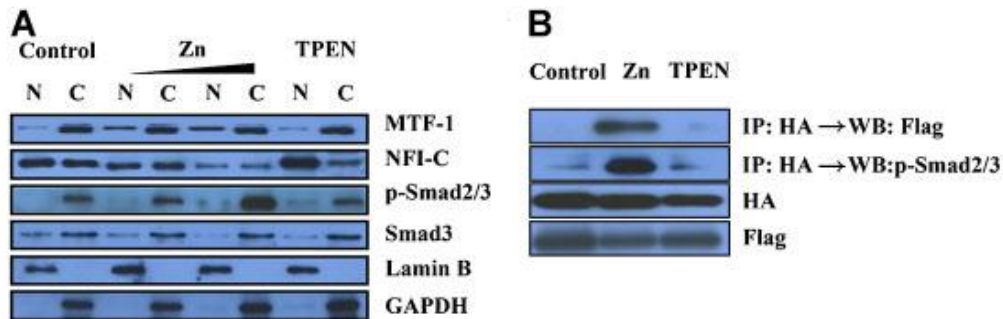 A
Control Zn TPEN
N C N C N C N C
MTF-1
NFI-C
p-Smad2/3
Smad3
Lamin B
GAPDH
B
Control Zn TPEN
IP: HA →WB: Flag
IP: HA →WB:p-Smad2/3
HA
Flag